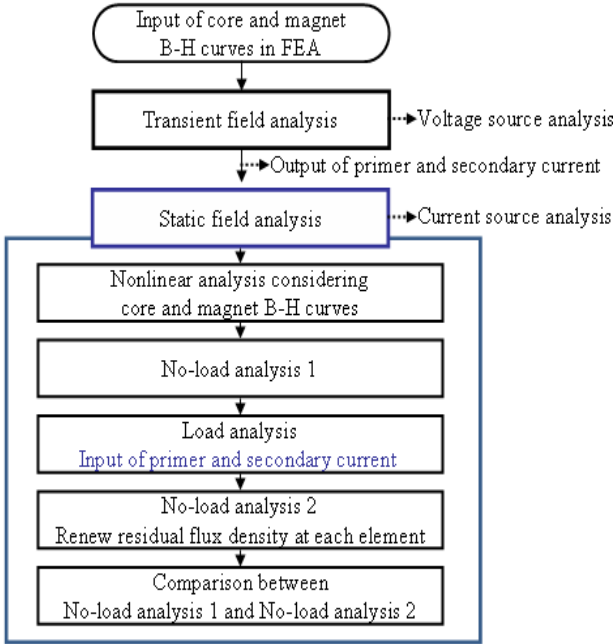 Input of core and magnet
B-H curves in FEA
Transient field analysis
Voltage source analysis
Output of primer and secondary current
Static field analysis
Current source analysis
Nonlinear analysis considering
core and magnet B-H curves
No-load analysis 1
Load analysis
Input of primer and secondary current
No-load analysis 2
Renew residual flux density at each element
Comparison between
No-load analysis 1 and No-load analysis 2